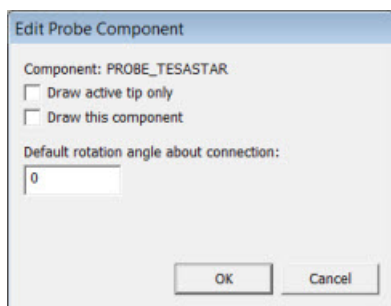 Edit Probe Component
Component: PROBE_TESASTAR
Draw active tip only
Draw this component
Default rotation angle about connection:
0
OK Cancel